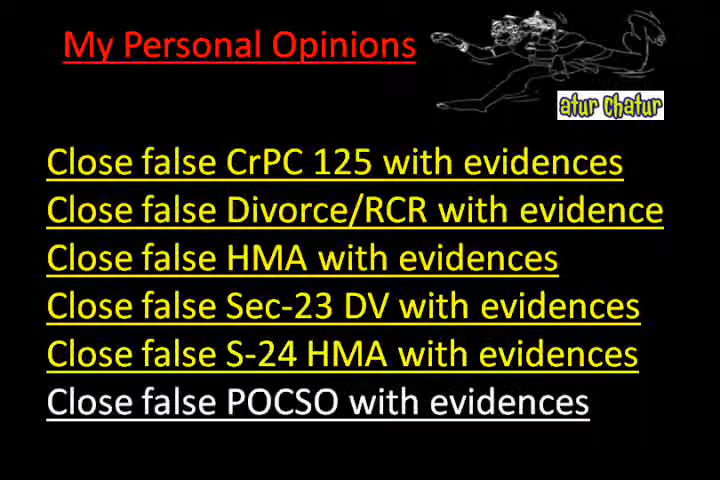 My Personal Opinions
atur Chatur
Close false CrPC 125 with evidences
Close false Divorce/RCR with evidence
Close false HMA with evidences
Close false Sec-23 DV with evidences
Close false S-24 HMA with evidences
Close false POCSO with evidences